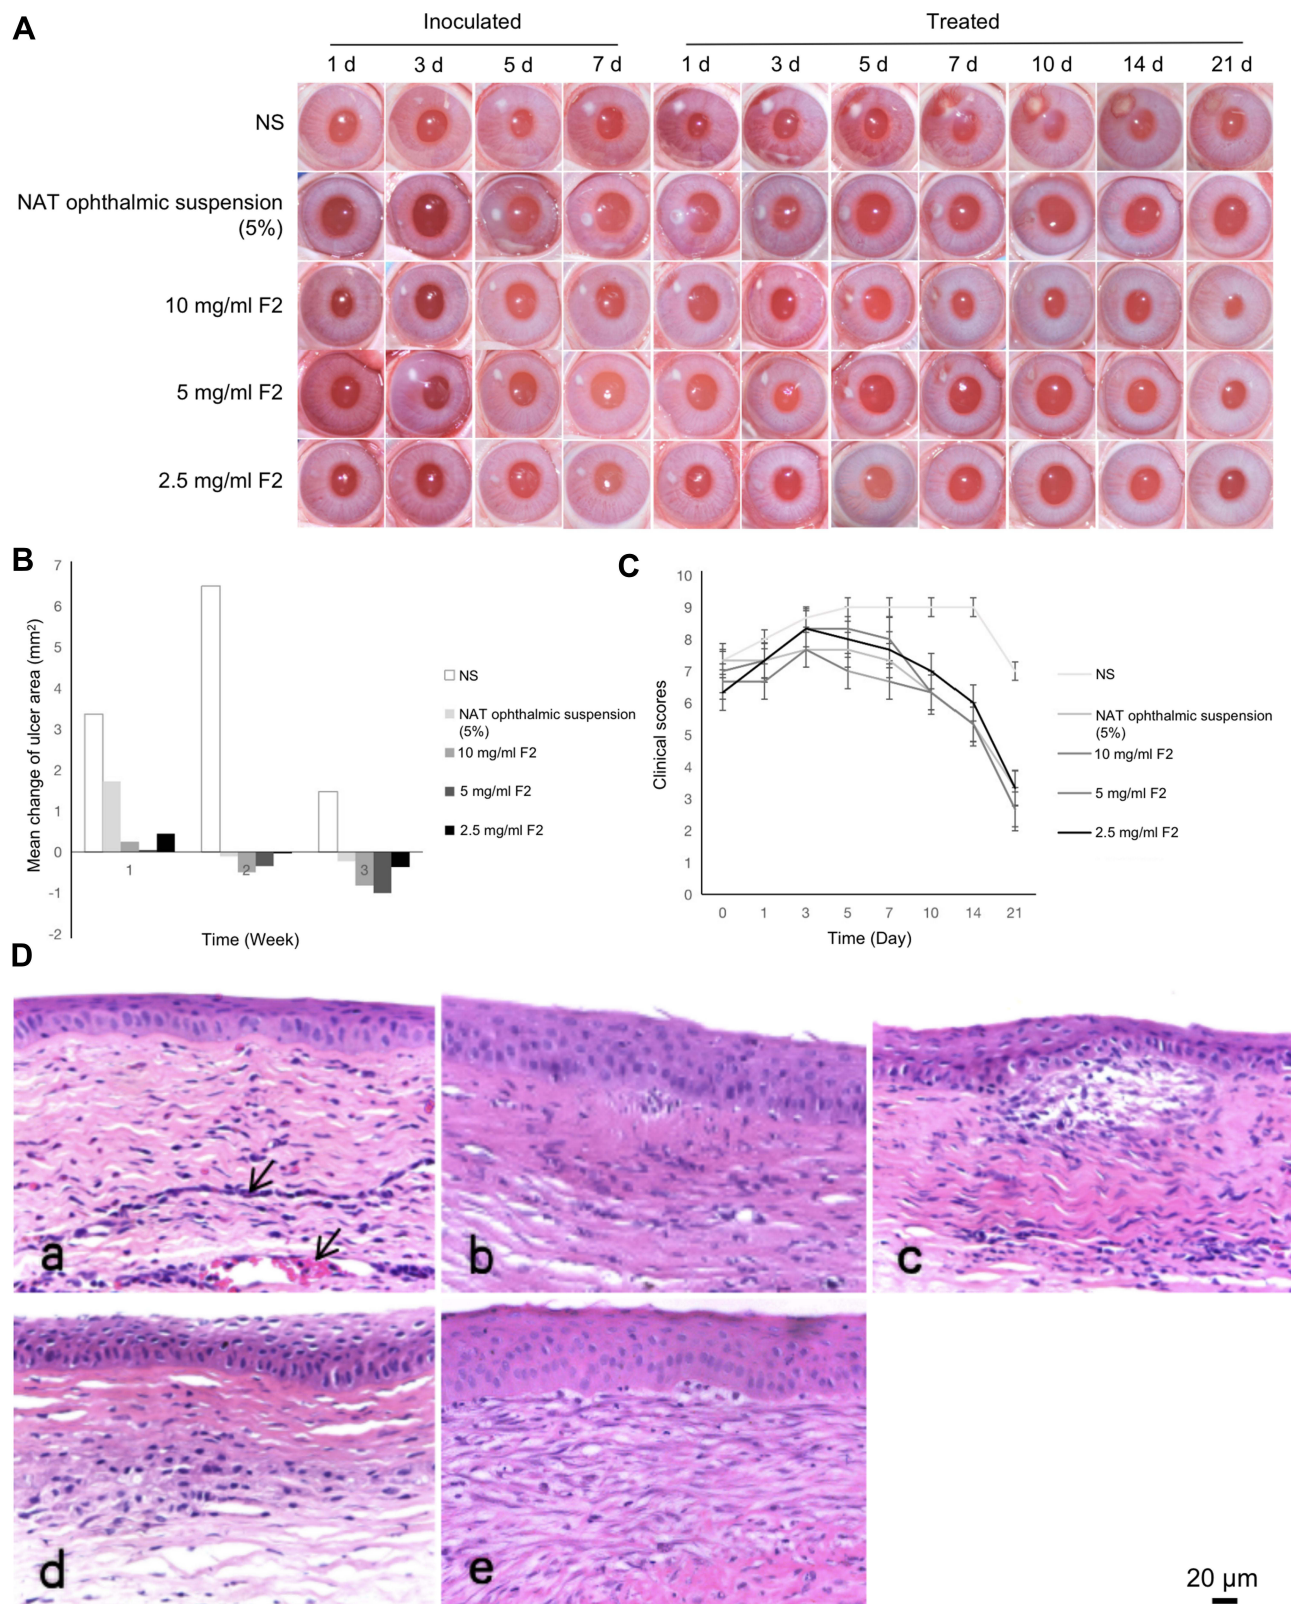 A
Inoculated
Treated
1 d 3 d 5 d 7 d 1 d 3 d 5 d 7 d 10 d 14 d 21 d
NS
NAT ophthalmic suspension
(5%)
10 mg/ml F2
5 mg/ml F2
2.5 mg/ml F2
B
Mean change of ulcer area (mm²)
7
6
5
4
3
2
1
0
-1
-2
1 2 3
Time (Week)
NS
NAT ophthalmic suspension
(5%)
10 mg/ml F2
5 mg/ml F2
2.5 mg/ml F2
C
Clinical scores
10
9
8
7
6
5
4
3
2
1
0
0 1 3 5 7 10 14 21
Time (Day)
NS
NAT ophthalmic suspension
(5%)
10 mg/ml F2
5 mg/ml F2
2.5 mg/ml F2
D
a
b
c
d
e
20 μm